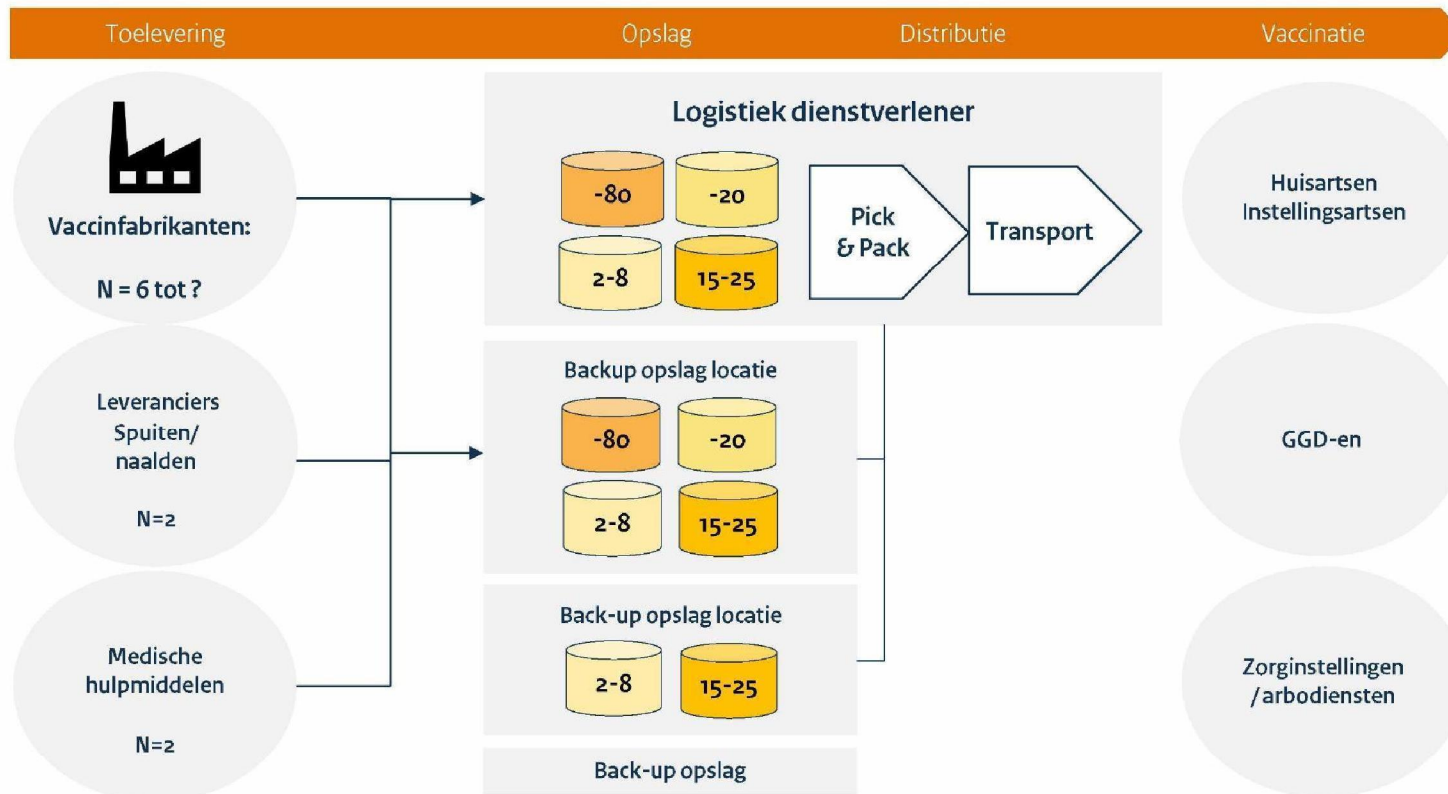 Toelevering
Opslag
Distributie
Vaccinatie
Vaccinfabrikanten:
N = 6 tot ?
Leveranciers
Spuiten/
naalden
N=2
Medische
hulpmiddelen
N=2
Logistiek dienstverlener
-80
-20
2-8
15-25
Pick
& Pack
Transport
Backup opslag locatie
-80
-20
2-8
15-25
Back-up opslag locatie
2-8
15-25
Back-up opslag
Huisartsen
Instellingsartsen
GGD-en
Zorginstellingen
/arbodiensten